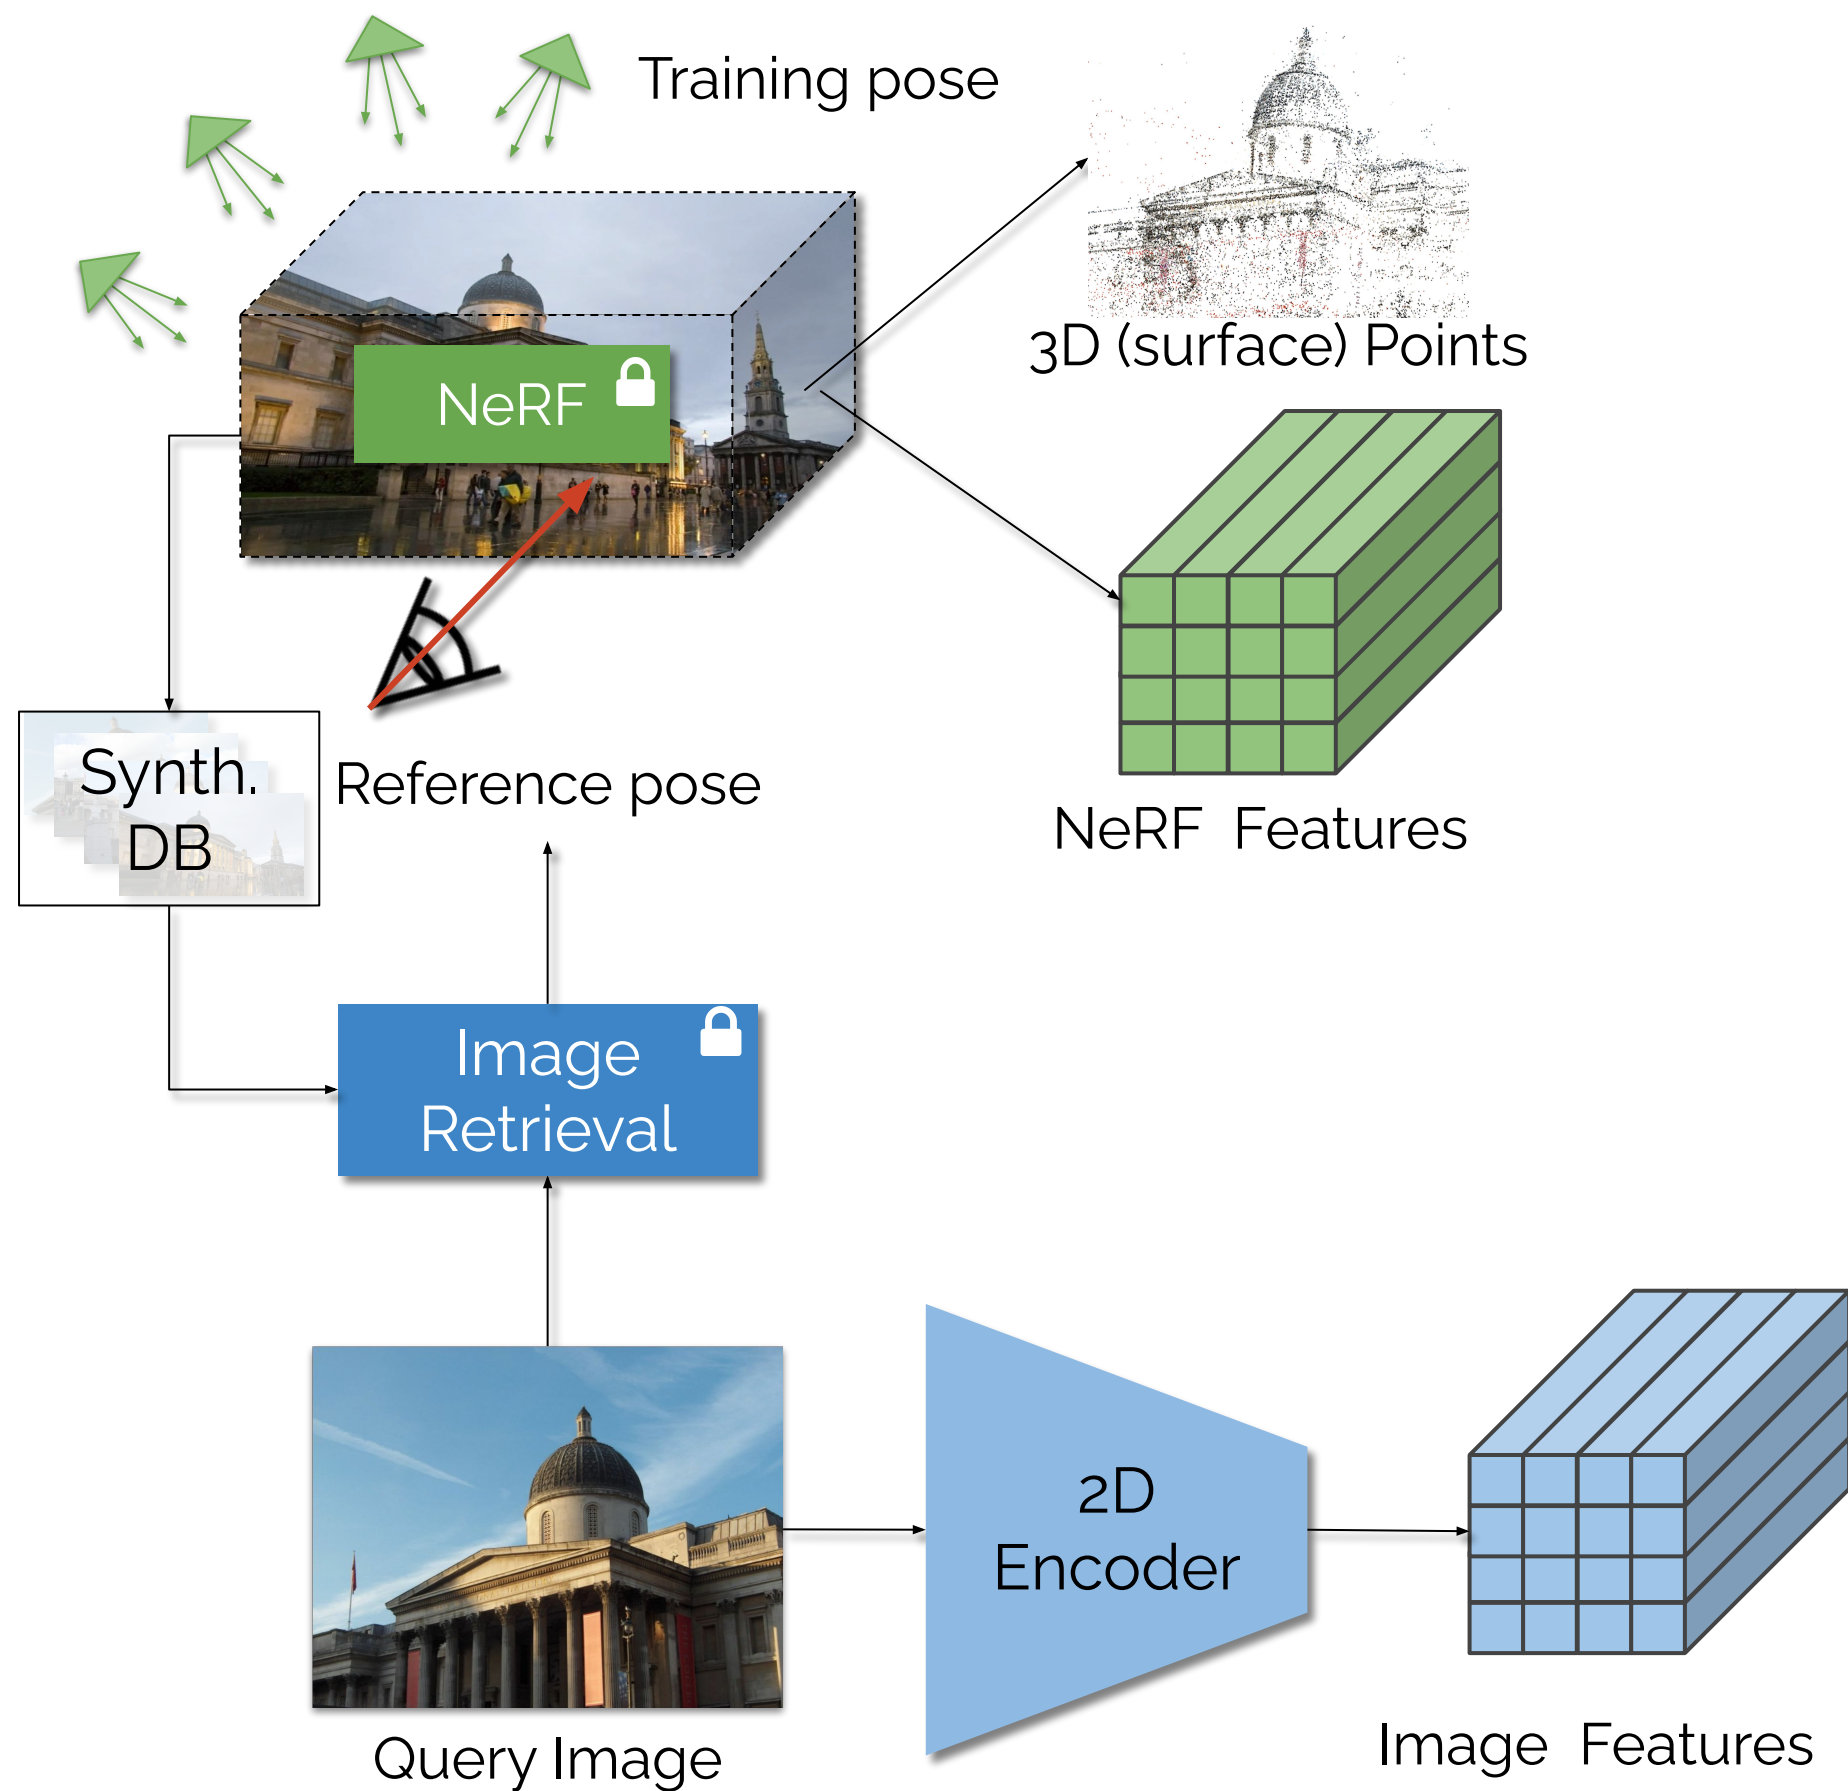 Training pose
3D (surface) Points
NeRF
Synth.
DB
Reference pose
NeRF Features
Image
Retrieval
2D
Encoder
Query Image
Image Features